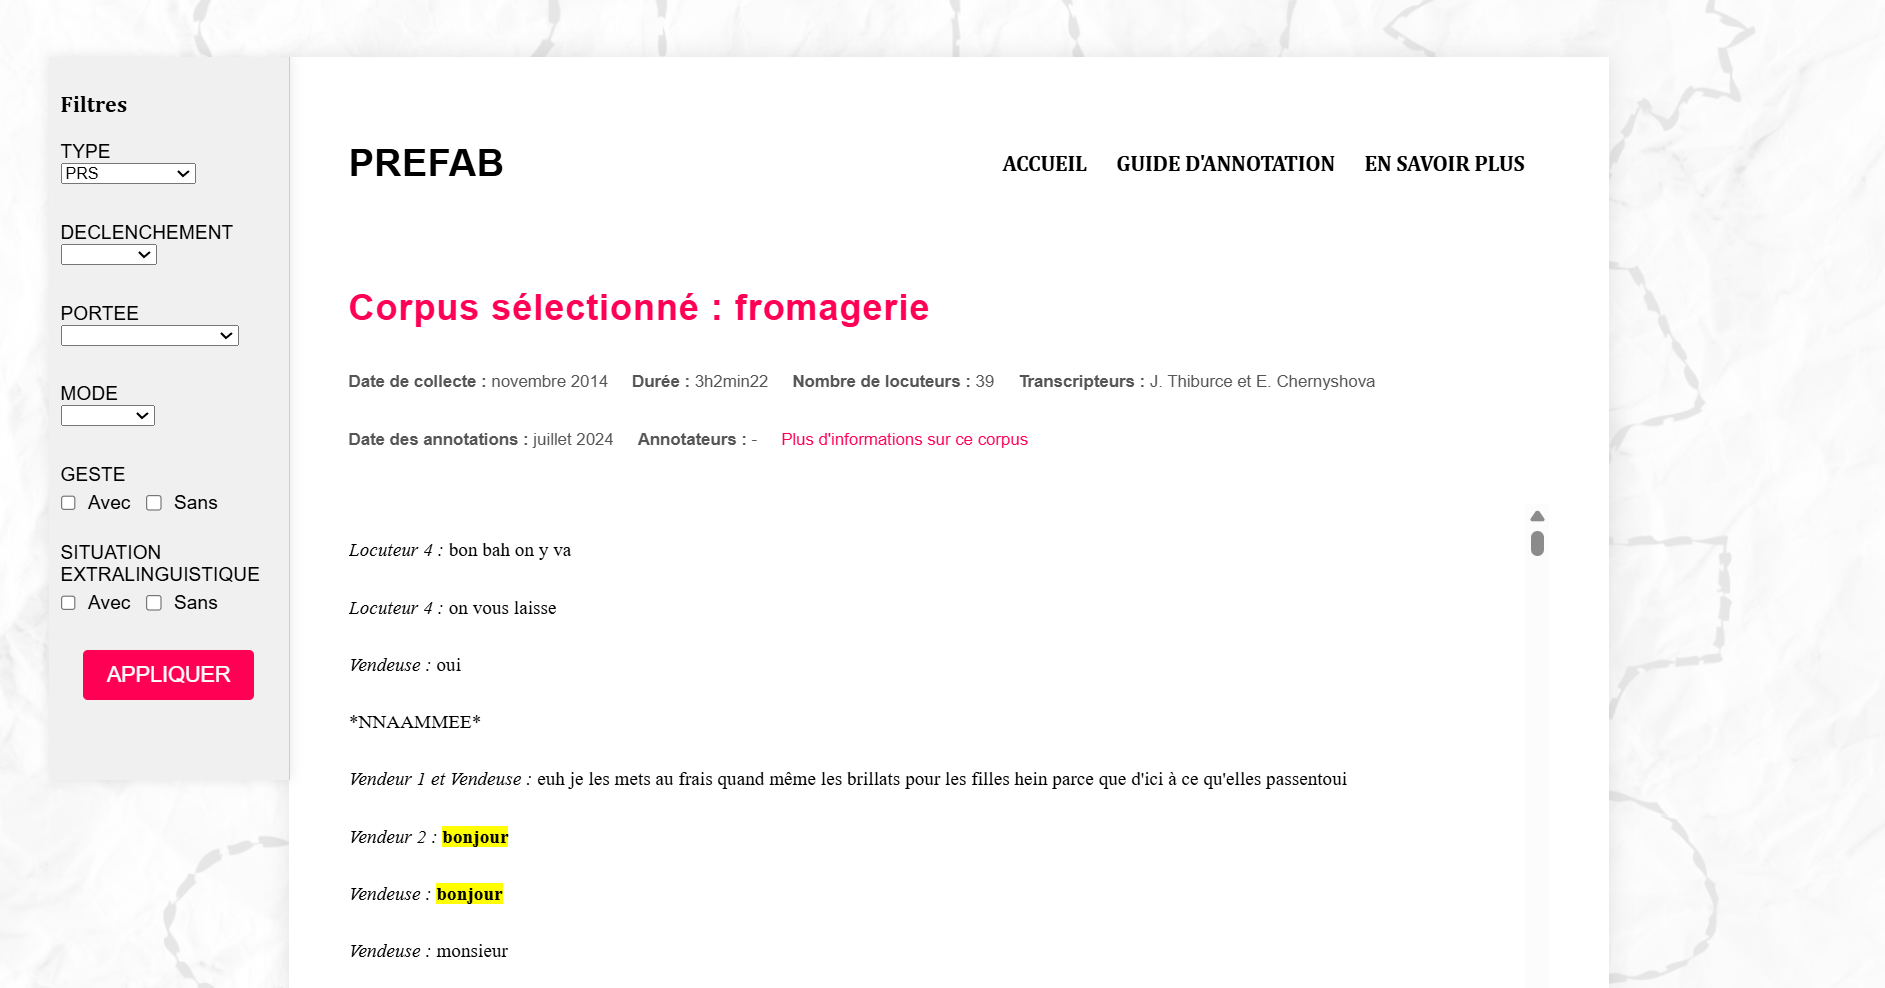 Filtres
TYPE
PRS
DECLENCHEMENT
PORTEE
MODE
GESTE
Avec Sans
SITUATION
EXTRALINGUISTIQUE
Avec Sans
APPLIQUER
PREFAB
ACCUEIL GUIDE D'ANNOTATION EN SAVOIR PLUS
Corpus sélectionné : fromagerie
Date de collecte : novembre 2014 Durée : 3h2min22 Nombre de locuteurs : 39 Transcripteurs : J. Thiburce et E. Chernyshova
Date des annotations : juillet 2024 Annotateurs : - Plus d'informations sur ce corpus
Locuteur 4 : bon bah on y va
Locuteur 4 : on vous laisse
Vendeuse : oui
*NNAAMMEE*
Vendeur 1 et Vendeuse : euh je les mets au frais quand même les brillats pour les filles hein parce que d'ici à ce qu'elles passentoui
Vendeur 2 : bonjour
Vendeuse : bonjour
Vendeuse : monsieur